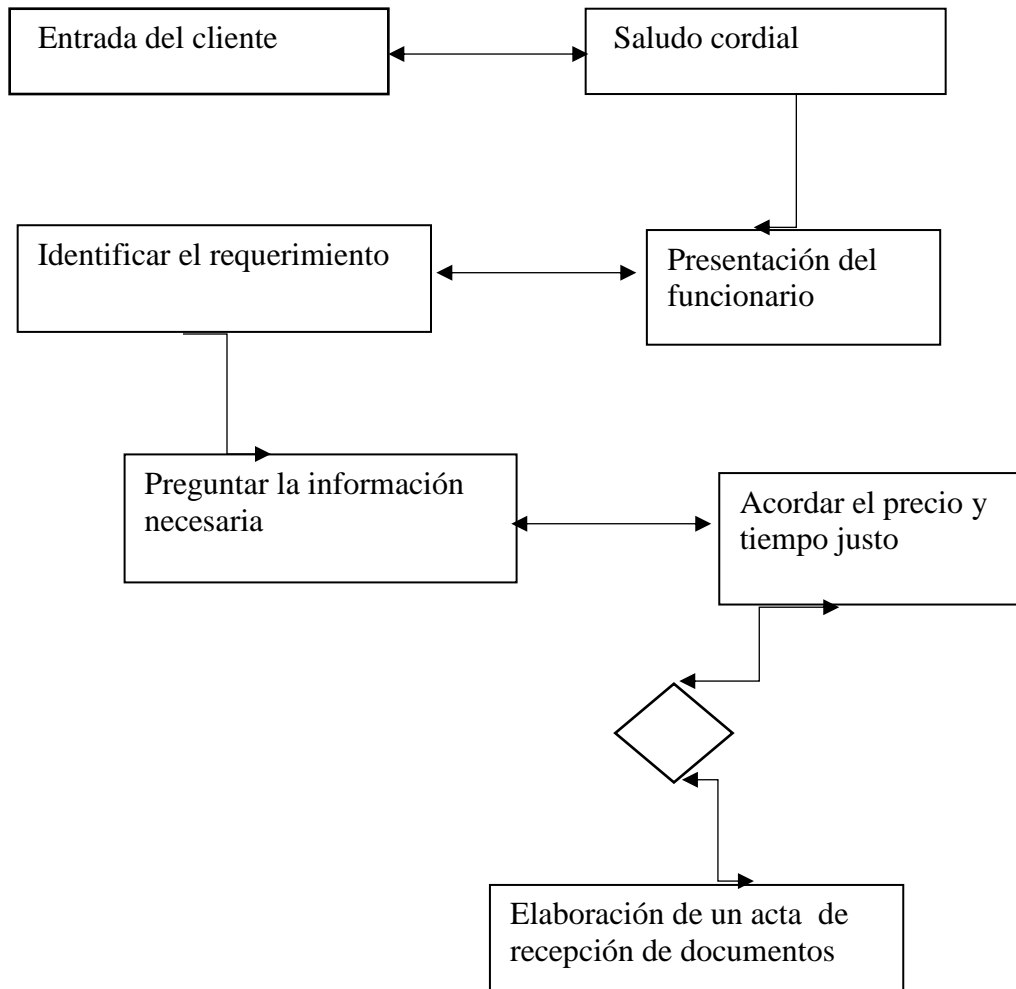 Entrada del cliente
Saludo cordial
Identificar el requerimiento
Presentación del
funcionario
Preguntar la información
necesaria
Acordar el precio y
tiempo justo
Elaboración de un acta  de
recepción de documentos